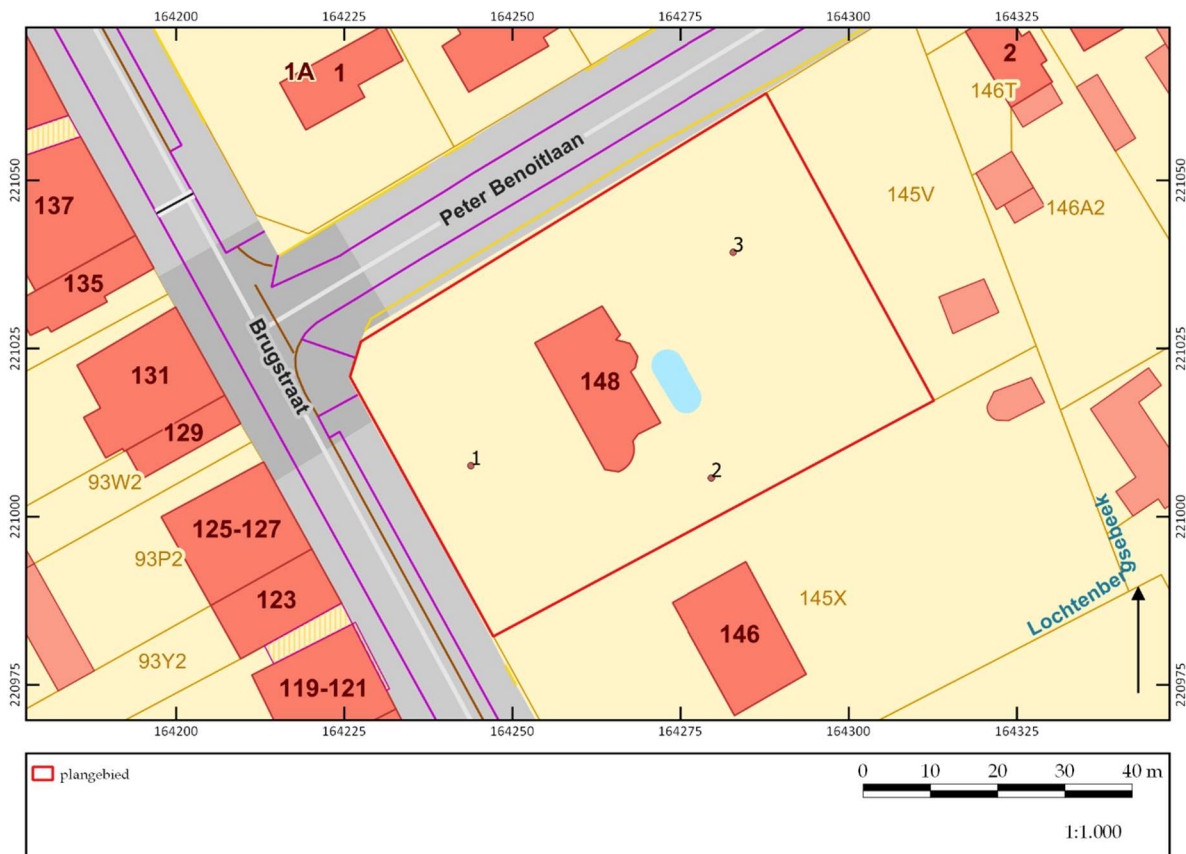 164200 164225 164250 164275 164300 164325
1A 1
2
146T
221050 221050
137
Peter Benoitlaan
145V
146A2
3
135
221025 221025
Brugstraat
131
148
129
1
2
93W2
221000 221000
125-127
93P2
Lochtenbergsebeek
123
145X
146
93Y2
119-121
220975 220975
164200 164225 164250 164275 164300 164325
plangebied
0 10 20 30 40 m
1:1.000